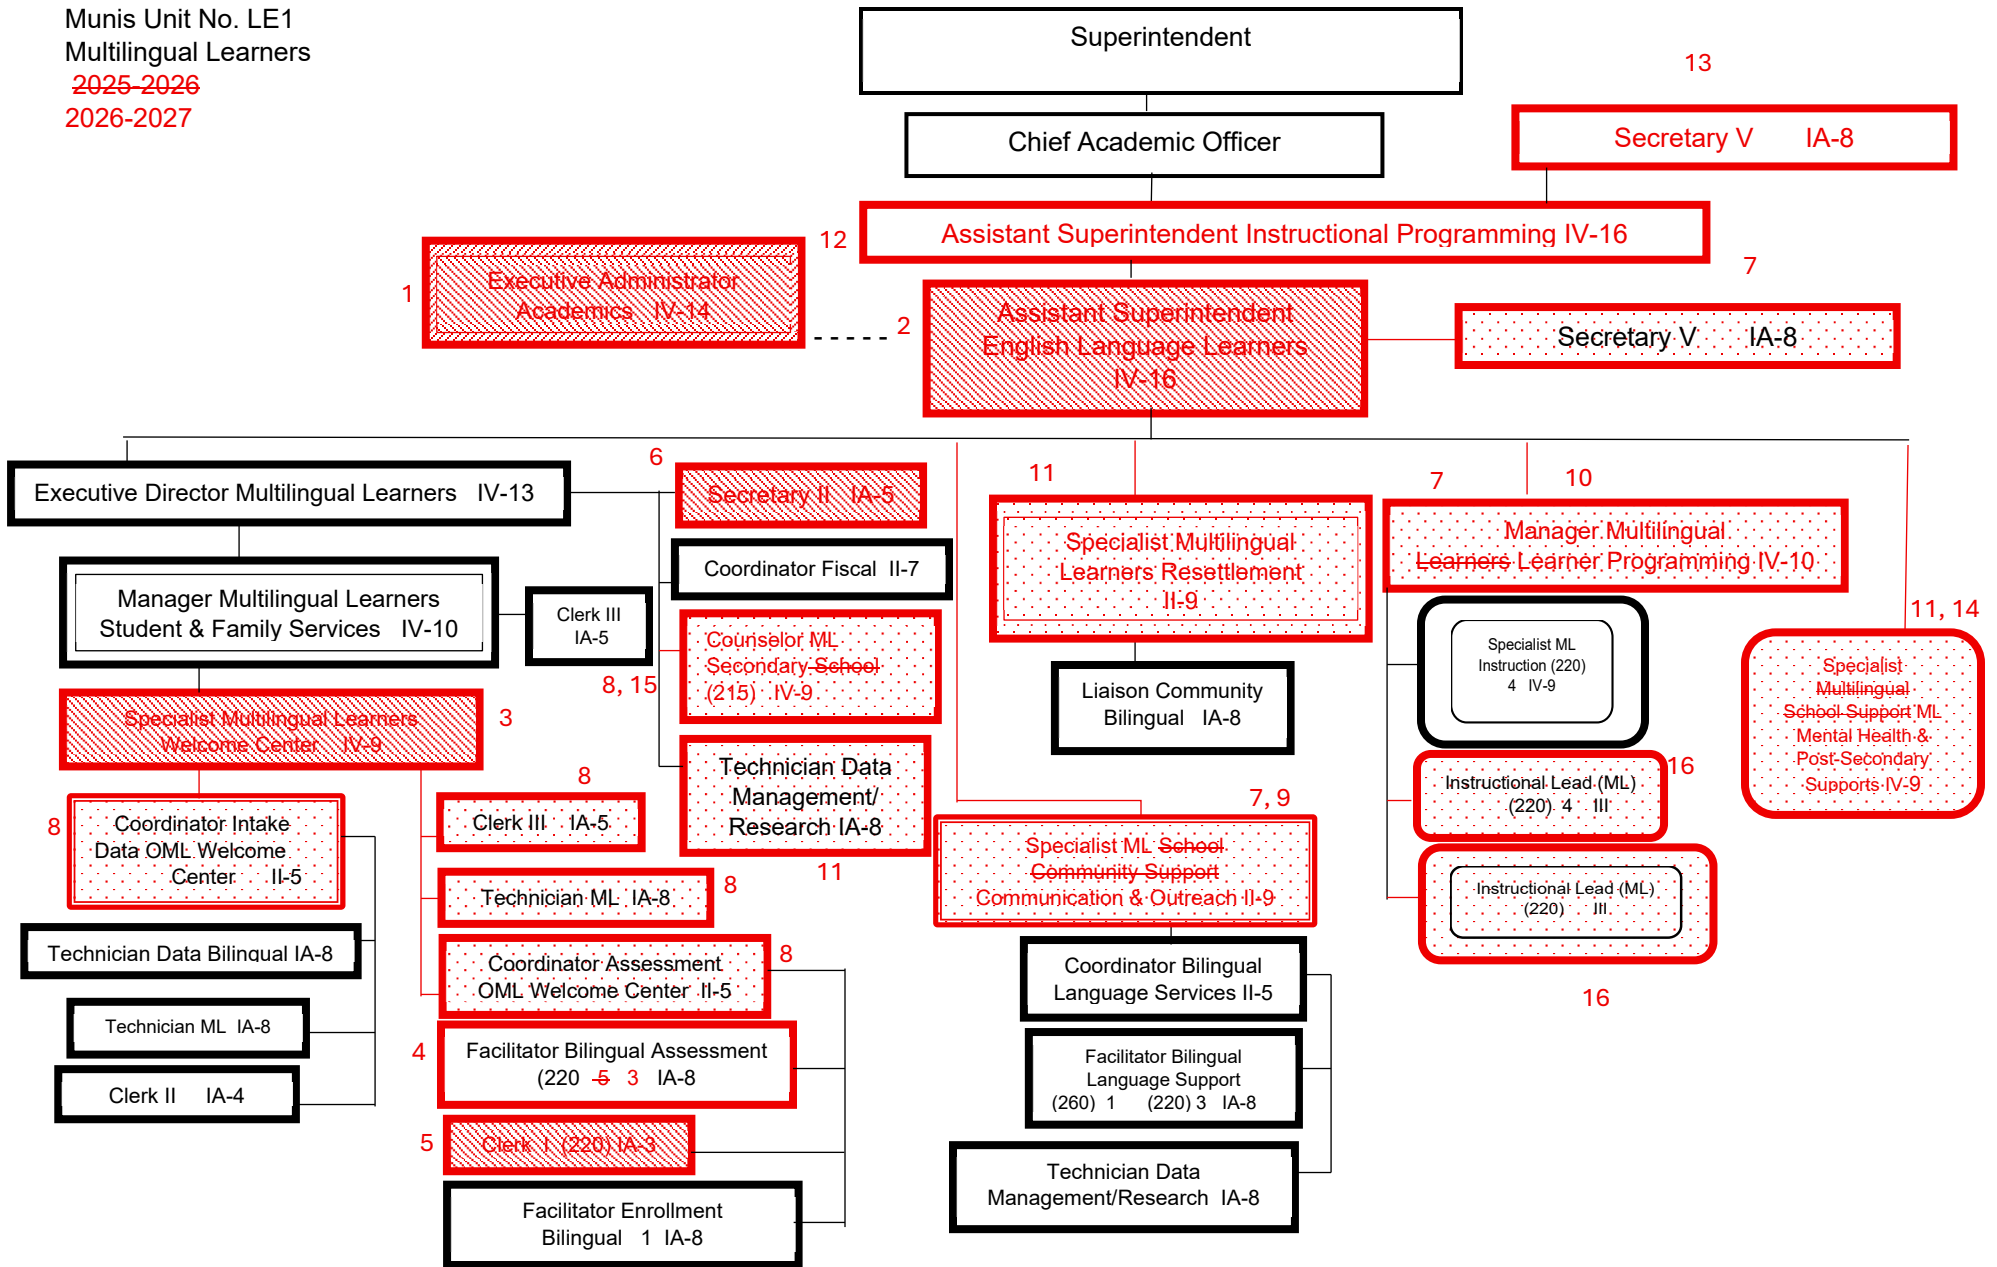 Munis Unit No. LE1
Multilingual Learners
2025-2026
2026-2027
Superintendent
Chief Academic Officer
13
Secretary V IA-8
12
Assistant Superintendent Instructional Programming IV-16
1
Executive Administrator
Academics IV-14
2
Assistant Superintendent
English Language Learners
IV-16
7
Secretary V IA-8
Executive Director Multilingual Learners IV-13
6
Secretary II IA-5
Coordinator Fiscal II-7
Manager Multilingual Learners
Student & Family Services IV-10
Clerk III
IA-5
8, 15
Counselor ML
Secondary School
(215) IV-9
Technician Data
Management/
Research IA-8
11
Specialist Multilingual Learners
Welcome Center IV-9
3
8
Coordinator Intake
Data OML Welcome
Center II-5
Technician Data Bilingual IA-8
Technician ML IA-8
Clerk II IA-4
8
Clerk III IA-5
Technician ML IA-8
8
Coordinator Assessment
OML Welcome Center II-5
8
4
Facilitator Bilingual Assessment
(220 5 3 IA-8
5
Clerk I (220) IA-3
Facilitator Enrollment
Bilingual 1 IA-8
11
Specialist Multilingual
Learners Resettlement
II-9
Liaison Community
Bilingual IA-8
7, 9
Specialist ML School
Community Support
Communication & Outreach II-9
Coordinator Bilingual
Language Services II-5
Facilitator Bilingual
Language Support
(260) 1 (220) 3 IA-8
Technician Data
Management/Research IA-8
7
10
Manager Multilingual
Learners Learner Programming IV-10
Specialist ML
Instruction (220)
4 IV-9
16
Instructional Lead (ML)
(220) 4 III
Instructional Lead (ML)
(220) III
16
11, 14
Specialist
Multilingual
School Support ML
Mental Health &
Post-Secondary
Supports IV-9